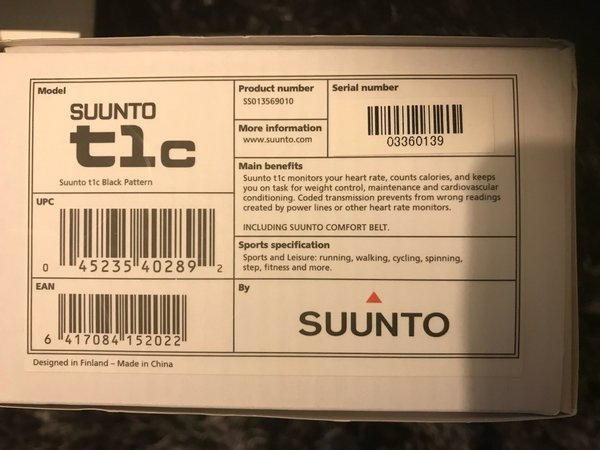 Model
SUUNTO
t1c
Suunto t1c Black Pattern
Product number
SS013569010
More information
www.suunto.com
Serial number
03360139
Main benefits
Suunto t1c monitors your heart rate, counts calories, and keeps
you on task for weight control, maintenance and cardiovascular
conditioning. Coded transmission prevents from wrong readings
created by power lines or other heart rate monitors.
INCLUDING SUUNTO COMFORT BELT.
UPC
0 45235 40289 2
Sports specification
Sports and Leisure: running, walking, cycling, spinning,
step, fitness and more.
EAN
6 417084 152022
By
SUUNTO
Designed in Finland – Made in China